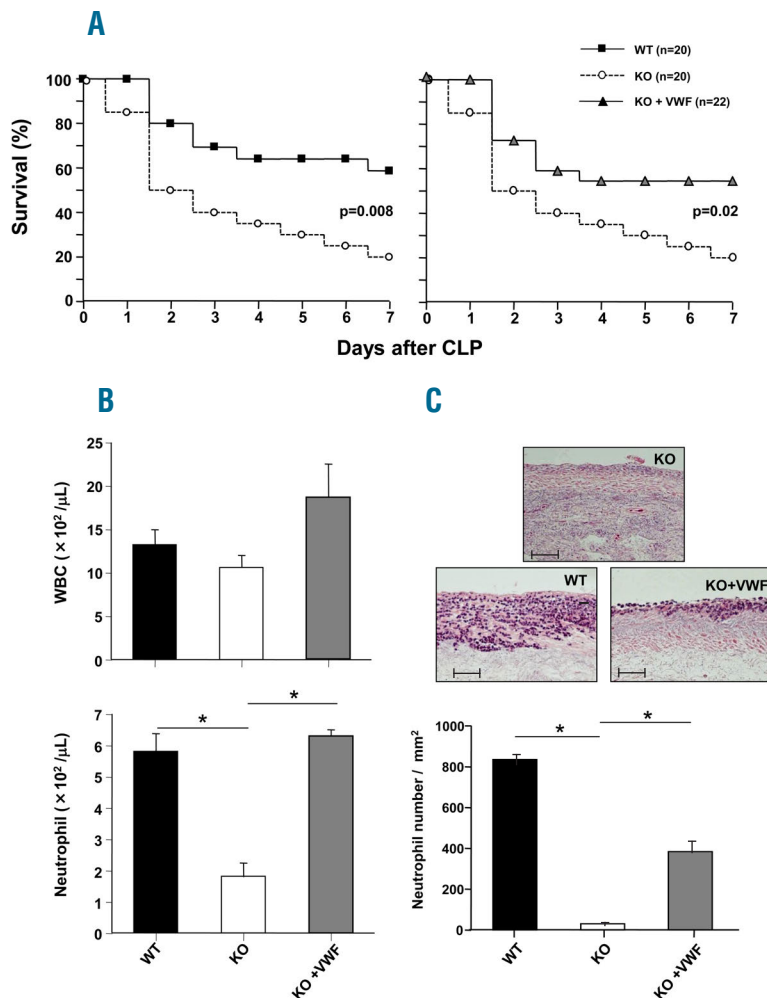 A
WT (n=20)
KO (n=20)
KO + VWF (n=22)
Survival (%)
100
80
60
40
20
0
p=0.008
p=0.02
0 1 2 3 4 5 6 7
0 1 2 3 4 5 6 7
Days after CLP
B
WBC (×10² /μL)
25
20
15
10
5
0
Neutrophil (×10² /μL)
7
6
5
4
3
2
1
0
* *
WT KO KO +VWF
C
KO
WT
KO+VWF
Neutrophil number / mm²
1000
800
600
400
200
0
* *
WT KO KO +VWF